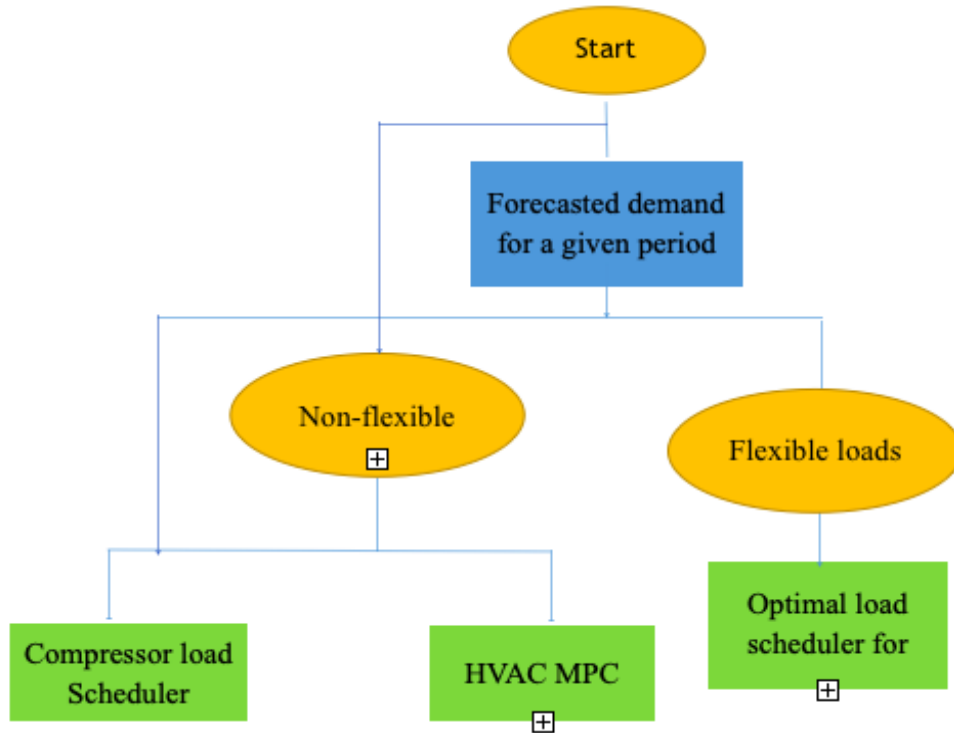 Start
Forecasted demand
for a given period
Non-flexible
Flexible loads
Optimal load
scheduler for
Compressor load
Scheduler
HVAC MPC